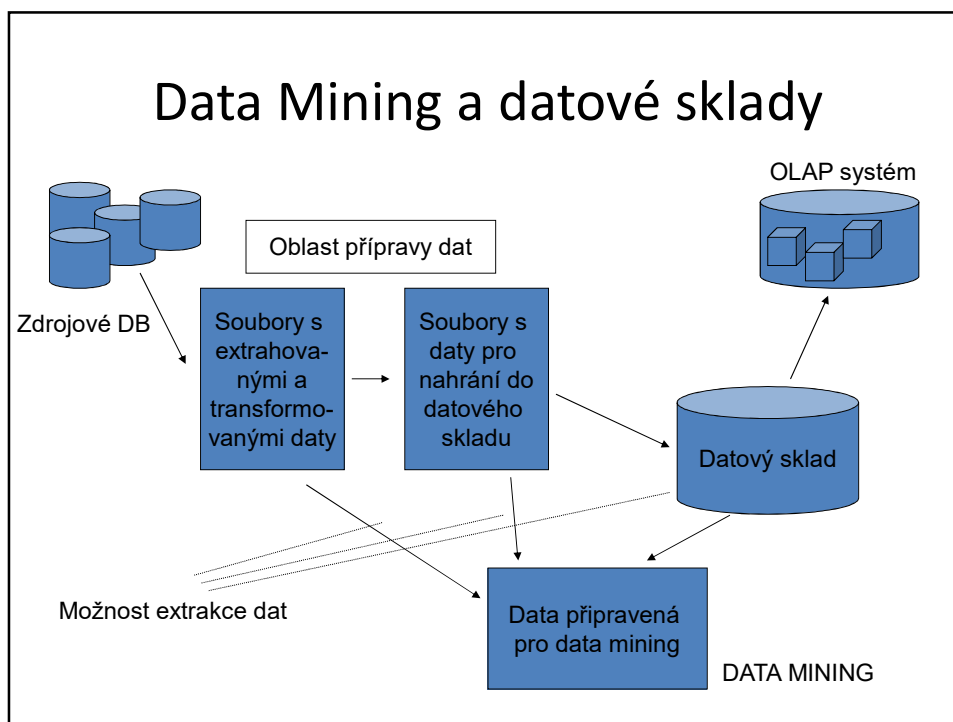 Data Mining a datové sklady
OLAP systém
Oblast přípravy dat
Zdrojové DB
Soubory s
extrahova-
nými a
transformo-
vanými daty
Soubory s
daty pro
nahrání do
datového
skladu
Datový sklad
Možnost extrakce dat
Data připravená
pro data mining
DATA MINING